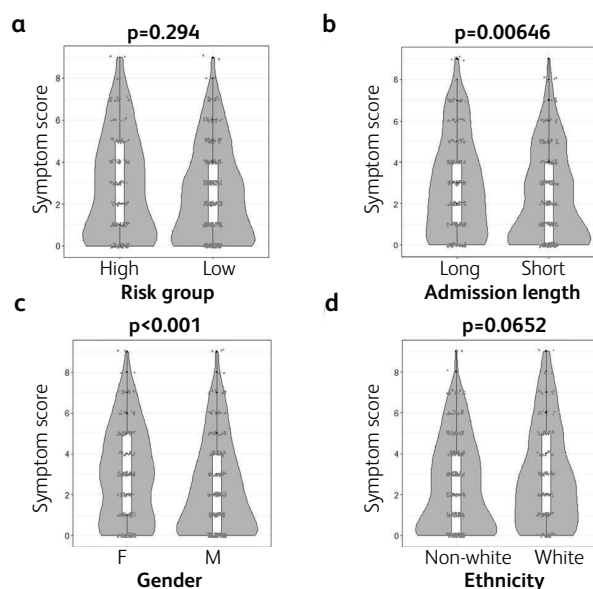 a
p=0.294
Symptom score
8
6
4
2
0
High Low
Risk group
b
p=0.00646
Symptom score
8
6
4
2
0
Long Short
Admission length
c
p<0.001
Symptom score
8
6
4
2
0
F M
Gender
d
p=0.0652
Symptom score
8
6
4
2
0
Non-white White
Ethnicity